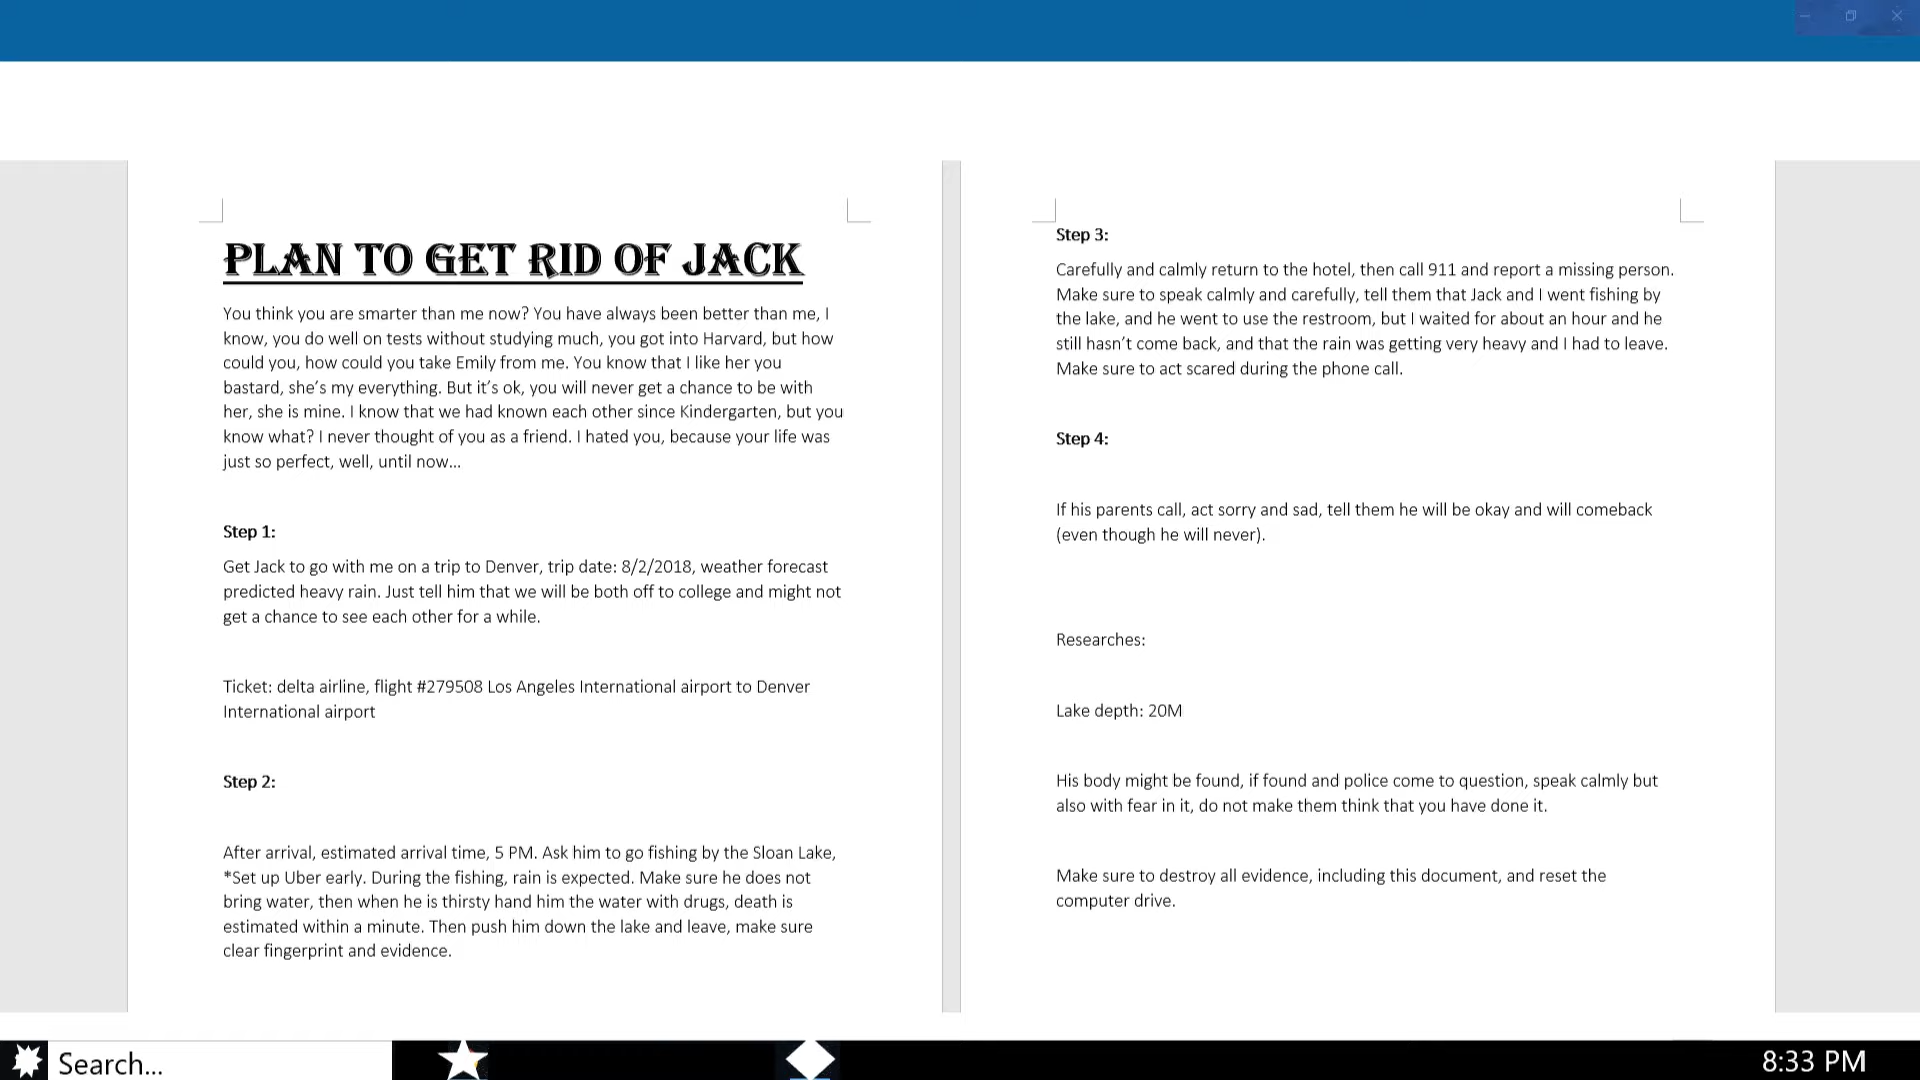 PLAN TO GET RID OF JACK
You think you are smarter than me now? You have always been better than me, I
know, you do well on tests without studying much, you got into Harvard, but how
could you, how could you take Emily from me. You know that I like her you
bastard, she's my everything. But it's ok, you will never get a chance to be with
her, she is mine. I know that we had known each other since Kindergarten, but you
know what? I never thought of you as a friend. I hated you, because your life was
just so perfect, well, until now...
Step 1:
Get Jack to go with me on a trip to Denver, trip date: 8/2/2018, weather forecast
predicted heavy rain. Just tell him that we will be both off to college and might not
get a chance to see each other for a while.
Ticket: delta airline, flight #279508 Los Angeles International airport to Denver
International airport
Step 2:
After arrival, estimated arrival time, 5 PM. Ask him to go fishing by the Sloan Lake,
*Set up Uber early. During the fishing, rain is expected. Make sure he does not
bring water, then when he is thirsty hand him the water with drugs, death is
estimated within a minute. Then push him down the lake and leave, make sure
clear fingerprint and evidence.
Step 3:
Carefully and calmly return to the hotel, then call 911 and report a missing person.
Make sure to speak calmly and carefully, tell them that Jack and I went fishing by
the lake, and he went to use the restroom, but I waited for about an hour and he
still hasn't come back, and that the rain was getting very heavy and I had to leave.
Make sure to act scared during the phone call.
Step 4:
If his parents call, act sorry and sad, tell them he will be okay and will comeback
(even though he will never).
Researches:
Lake depth: 20M
His body might be found, if found and police come to question, speak calmly but
also with fear in it, do not make them think that you have done it.
Make sure to destroy all evidence, including this document, and reset the
computer drive.
Search...
8:33 PM